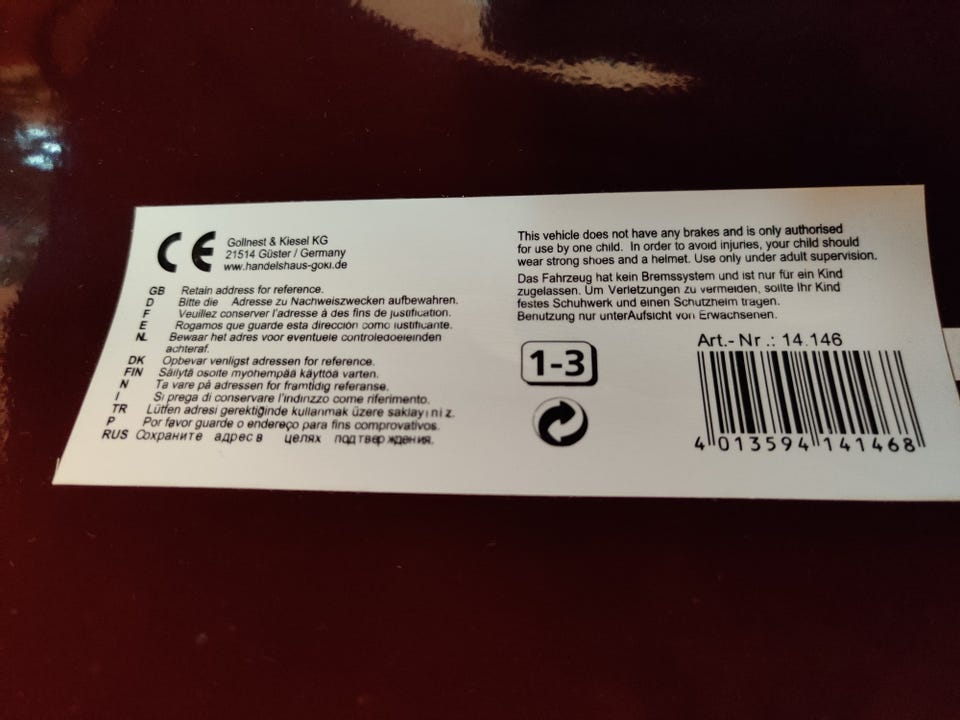 CE
Gollnest & Kiesel KG
21514 Güster / Germany
www.handelshaus-goki.de
GB Retain address for reference.
D Bitte die Adresse zu Nachweiszwecken aufbewahren.
F Veuillez conserver l'adresse à des fins de justification.
E Rogamos que guarde esta dirección como justificante.
NL Bewaar het adres voor eventuele controledoeleinden
achteraf.
DK Opbevar venligst adressen for reference.
FIN Säilytä osoite myöhempää käyttöä varten.
N Ta vare på adressen for framtidig referanse.
I Si prega di conservare l'indirizzo come riferimento.
TR Lütfen adresi gerektiğinde kullanmak üzere saklayınız.
P Por favor guarde o endereço para fins comprovativos.
RUS Сохраните адрес в целях подтверждения.
This vehicle does not have any brakes and is only authorised
for use by one child. In order to avoid injuries, your child should
wear strong shoes and a helmet. Use only under adult supervision.
Das Fahrzeug hat kein Bremssystem und ist nur für ein Kind
zugelassen. Um Verletzungen zu vermeiden, sollte Ihr Kind
festes Schuhwerk und einen Schutzhelm tragen.
Benutzung nur unterAufsicht von Erwachsenen.
1-3
Art.- Nr .: 14.146
4 013594 141468